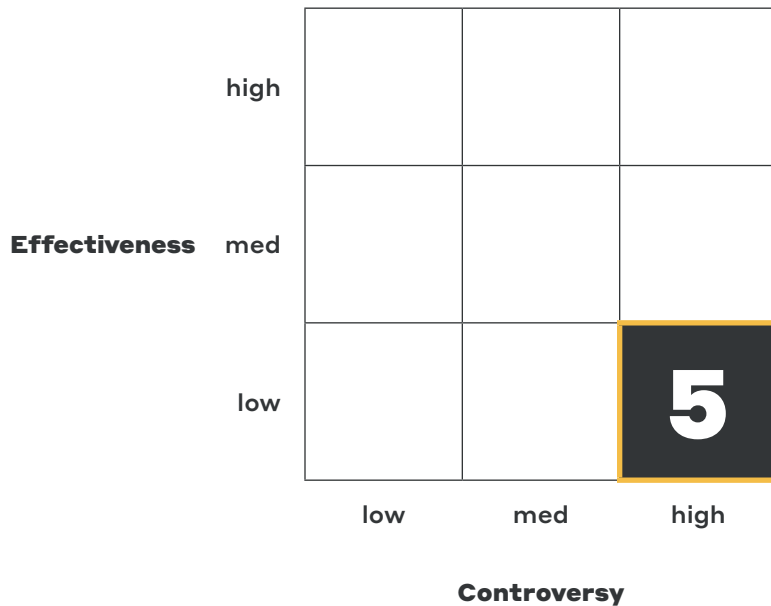 high
Effectiveness med
low
5
low med high
Controversy